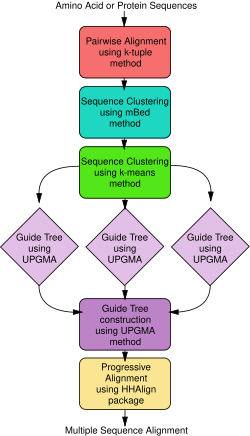 Amino Acid or Protein Sequences
Pairwise Alignment
using k-tuple
method
Sequence Clustering
using mBed
method
Sequence Clustering
using k-means
method
Guide Tree
using
UPGMA
Guide Tree
using
UPGMA
Guide Tree
using
UPGMA
Guide Tree
construction
using UPGMA
method
Progressive
Alignment
using HHAlign
package
Multiple Sequence Alignment